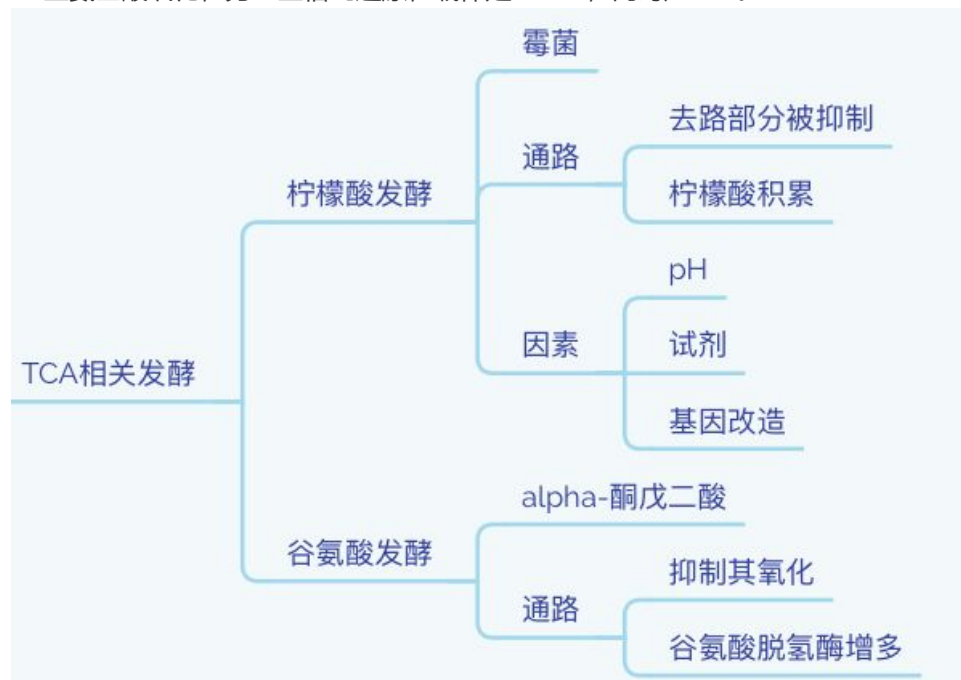 霉菌
去路部分被抑制
通路
柠檬酸发酵
柠檬酸积累
pH
因素
试剂
TCA相关发酵
基因改造
alpha-酮戊二酸
谷氨酸发酵
抑制其氧化
通路
谷氨酸脱氢酶增多